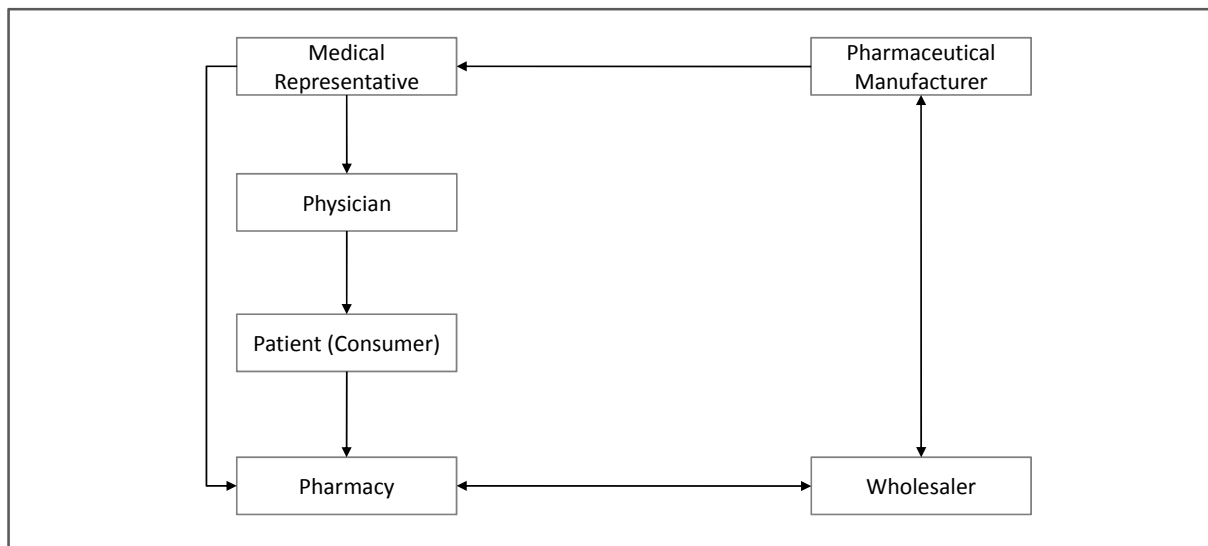 Medical
Representative
Pharmaceutical
Manufacturer
Physician
Patient (Consumer)
Pharmacy
Wholesaler